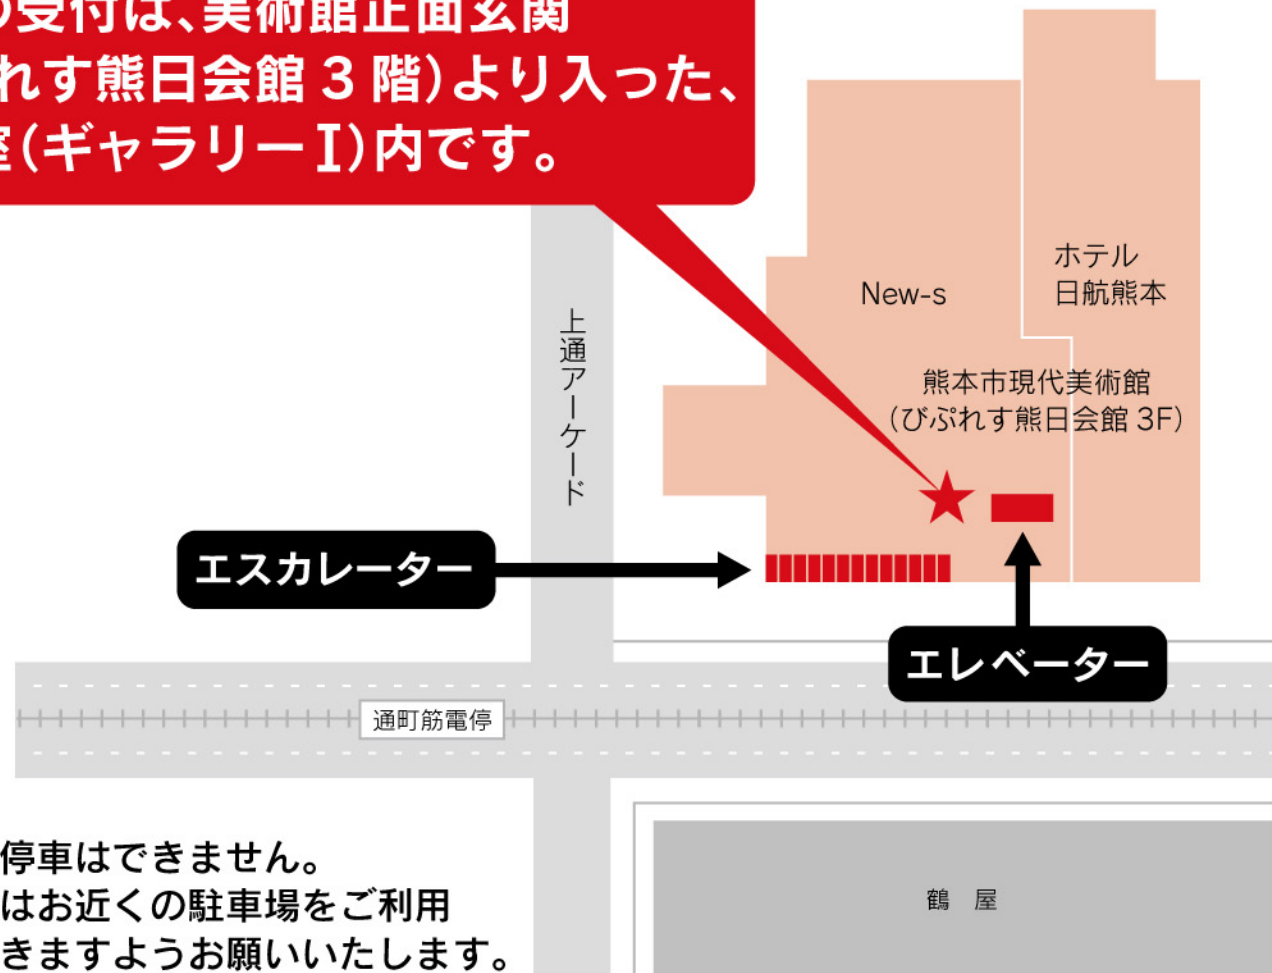 の受付は、美術館正面玄関
れす熊日会館 3 階）より入った、
室（ギャラリーⅠ）内です。
ホテル
日航熊本
New-s
上通アーケード
熊本市現代美術館
（びぷれす熊日会館 3F）
エスカレーター
エレベーター
通町筋電停
停車はできません。
はお近くの駐車場をご利用
きますようお願いいたします。
鶴　屋